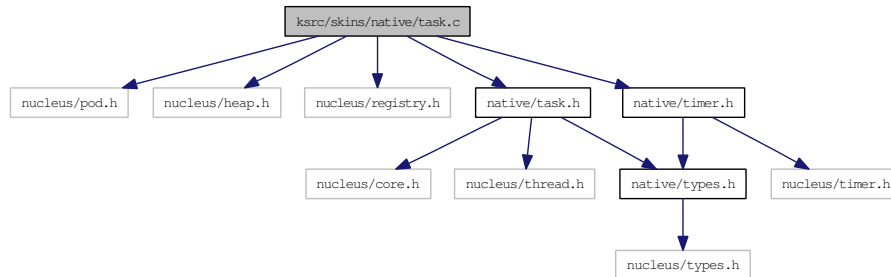 ksrc/skins/native/task.c
nucleus/pod.h
nucleus/heap.h
nucleus/registry.h
native/task.h
native/timer.h
nucleus/core.h
nucleus/thread.h
native/types.h
nucleus/timer.h
nucleus/types.h